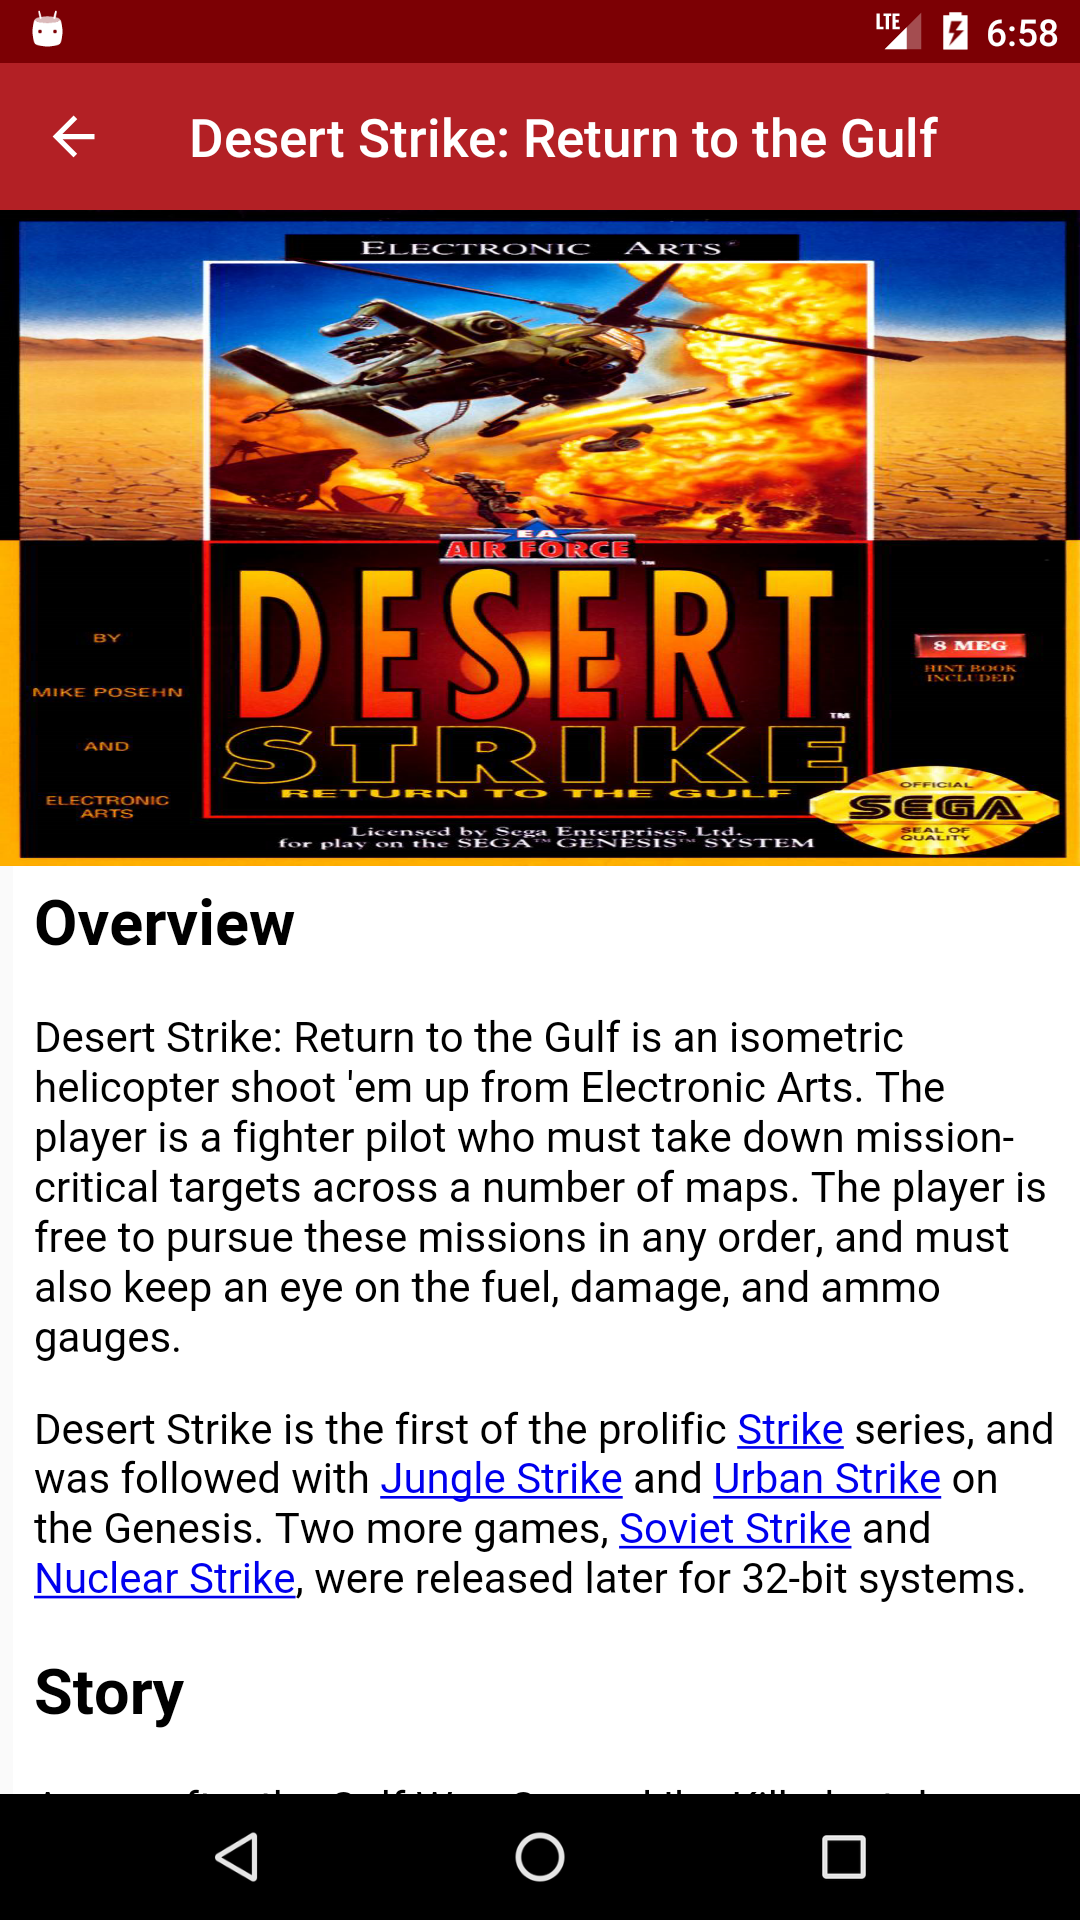 LTE 6:58
Desert Strike: Return to the Gulf
ELECTRONIC ARTS
EA
AIR FORCE™
DESERT™
STRIKE
RETURN TO THE GULF
BY
MIKE POSEHN
AND
ELECTRONIC
ARTS
8 MEG
HINT BOOK
INCLUDED
OFFICIAL
SEGA
SEAL OF
QUALITY
Licensed by Sega Enterprises Ltd.
for play on the SEGA™ GENESIS™ SYSTEM
Overview
Desert Strike: Return to the Gulf is an isometric
helicopter shoot 'em up from Electronic Arts. The
player is a fighter pilot who must take down mission-
critical targets across a number of maps. The player is
free to pursue these missions in any order, and must
also keep an eye on the fuel, damage, and ammo
gauges.
Desert Strike is the first of the prolific Strike series, and
was followed with Jungle Strike and Urban Strike on
the Genesis. Two more games, Soviet Strike and
Nuclear Strike, were released later for 32-bit systems.
Story